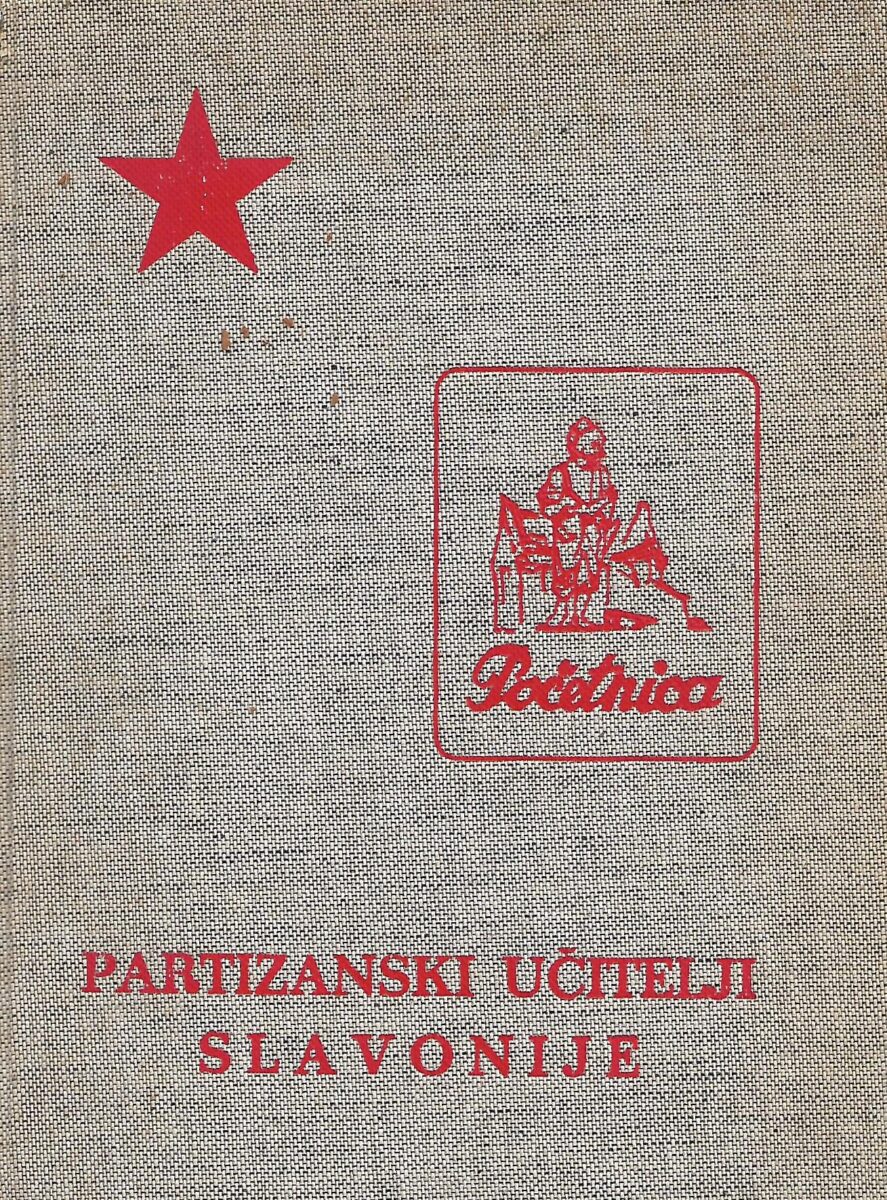 Početnica
PARTIZANSKI UČITELJI
SLAVONIJE